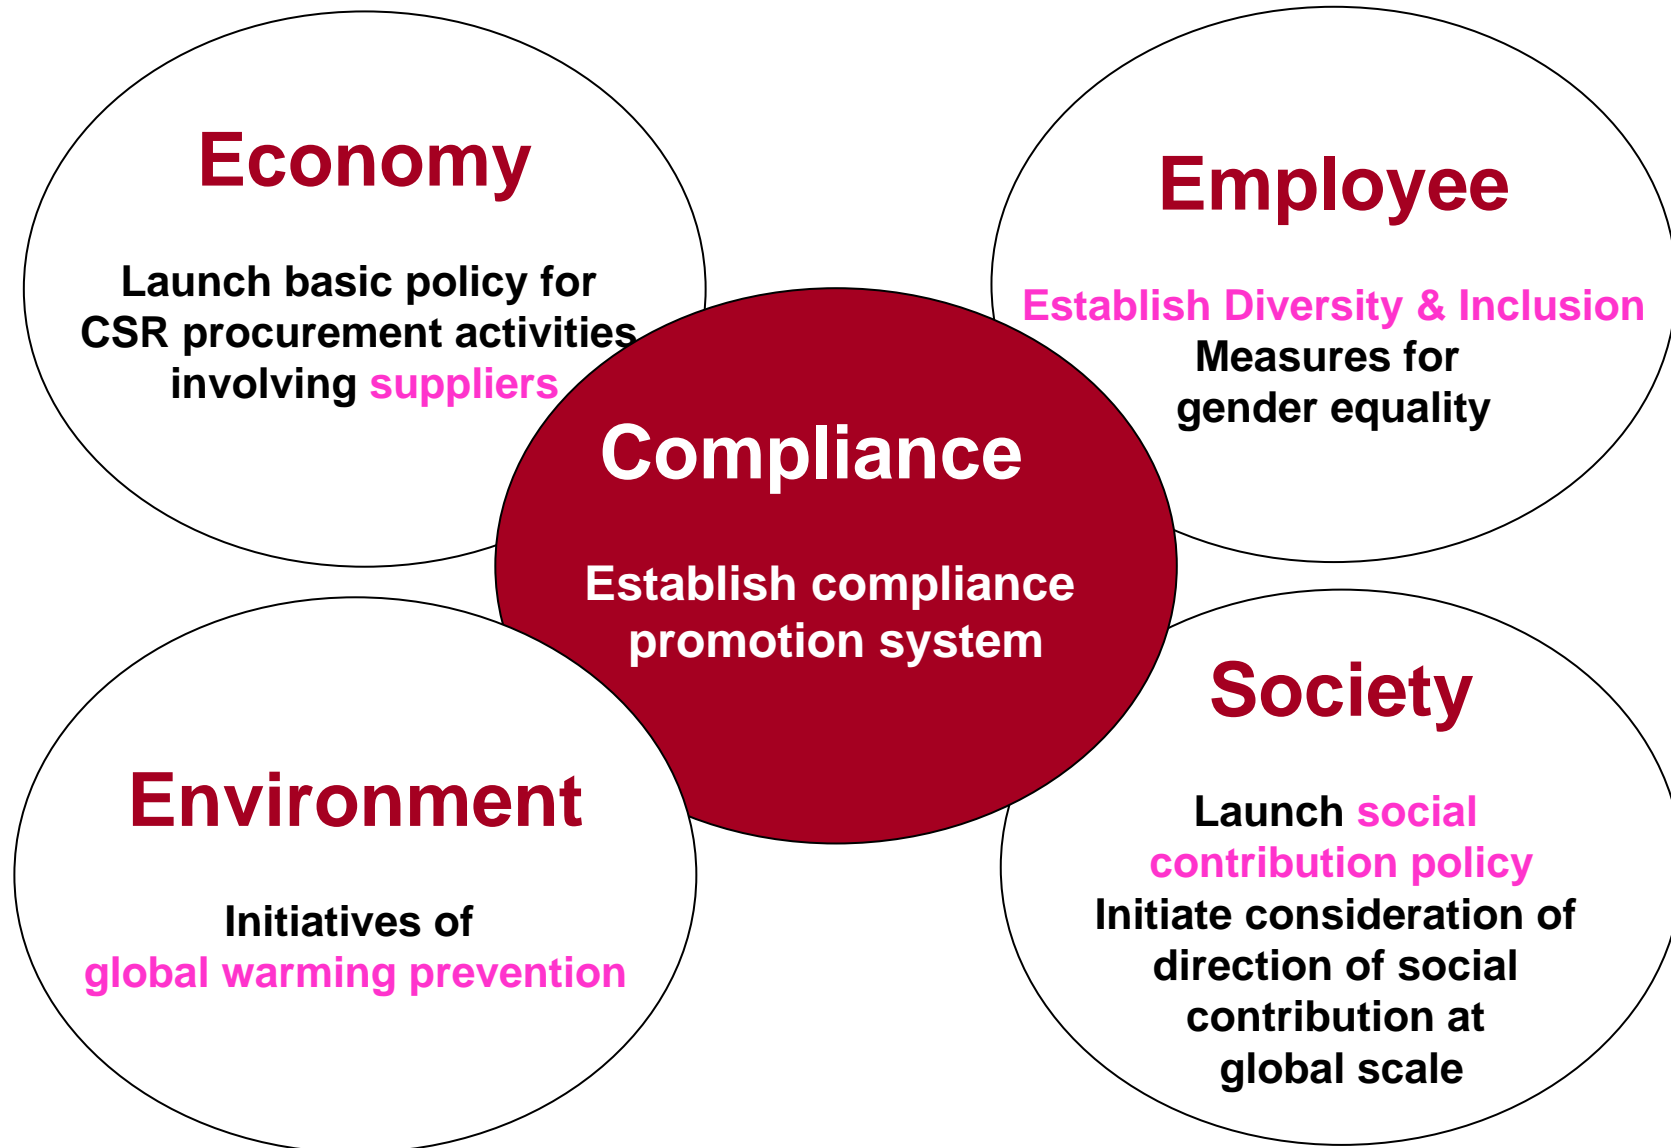 Economy
Launch basic policy for
CSR procurement activities
involving suppliers
Employee
Establish Diversity & Inclusion
Measures for
gender equality
Compliance
Establish compliance
promotion system
Environment
Initiatives of
global warming prevention
Society
Launch social
contribution policy
Initiate consideration of
direction of social
contribution at
global scale